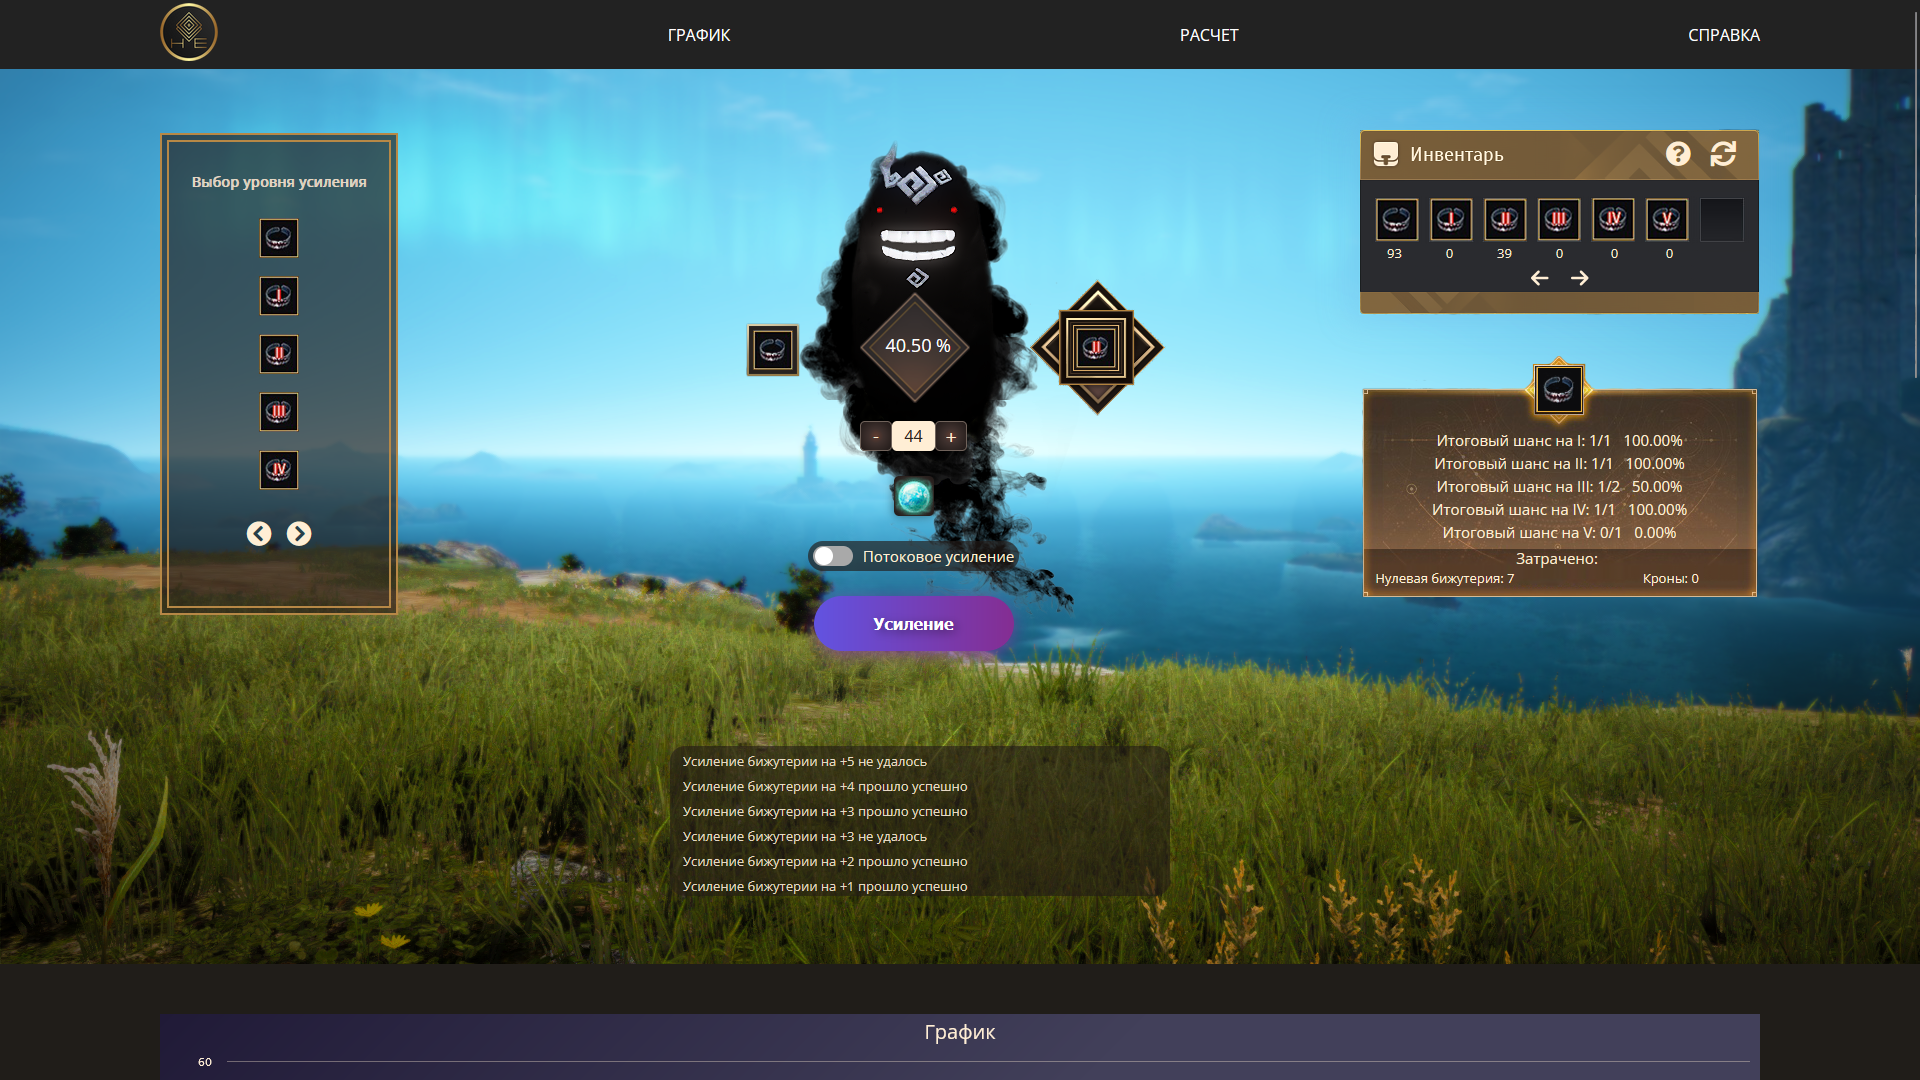 H E
ГРАФИК
РАСЧЕТ
СПРАВКА
Выбор уровня усиления
I
II
III
IV
40.50 %
II
- 44 +
Потоковое усиление
Усиление
Инвентарь
?
I II III IV V
93 0 39 0 0 0
Итоговый шанс на I: 1/1 100.00%
Итоговый шанс на II: 1/1 100.00%
Итоговый шанс на III: 1/2 50.00%
Итоговый шанс на IV: 1/1 100.00%
Итоговый шанс на V: 0/1 0.00%
Затрачено:
Нулевая бижутерия: 7 Кроны: 0
Усиление бижутерии на +5 не удалось
Усиление бижутерии на +4 прошло успешно
Усиление бижутерии на +3 прошло успешно
Усиление бижутерии на +3 не удалось
Усиление бижутерии на +2 прошло успешно
Усиление бижутерии на +1 прошло успешно
График
60